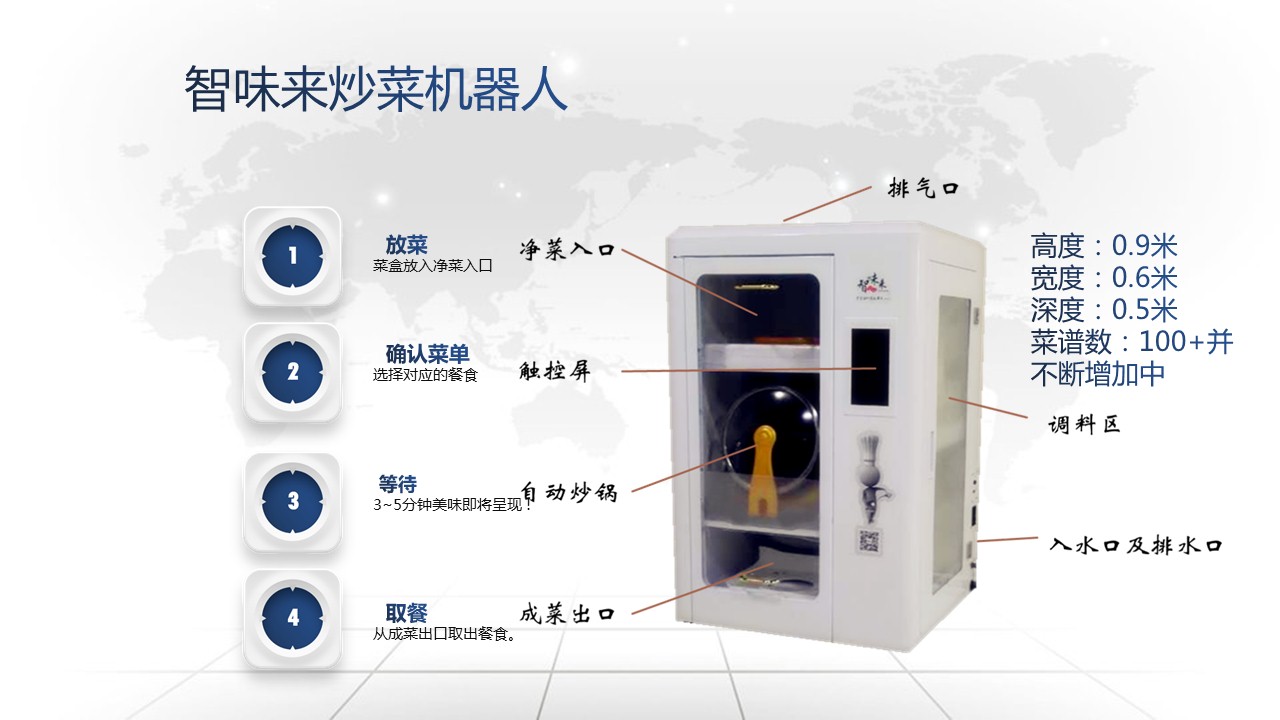 智味来炒菜机器人
1
放菜
菜盒放入净菜入口
2
确认菜单
选择对应的餐食
3
等待
3~5分钟美味即将呈现！
4
取餐
从成菜出口取出餐食。
排气口
净菜入口
触控屏
自动炒锅
成菜出口
智味来
高度：0.9米
宽度：0.6米
深度：0.5米
菜谱数：100+并
不断增加中
调料区
入水口及排水口